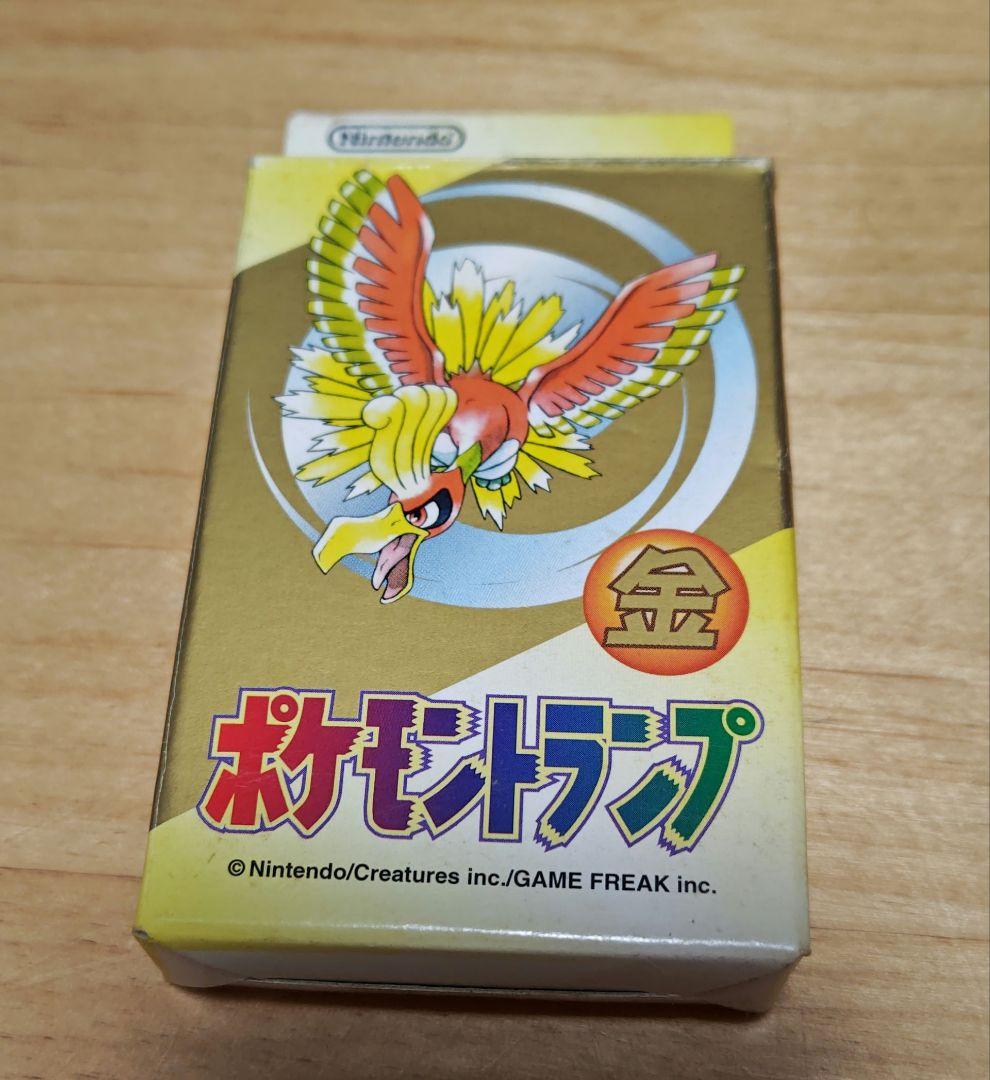 Nintendo
金
ポケモントランプ
©Nintendo/Creatures inc./GAME FREAK inc.